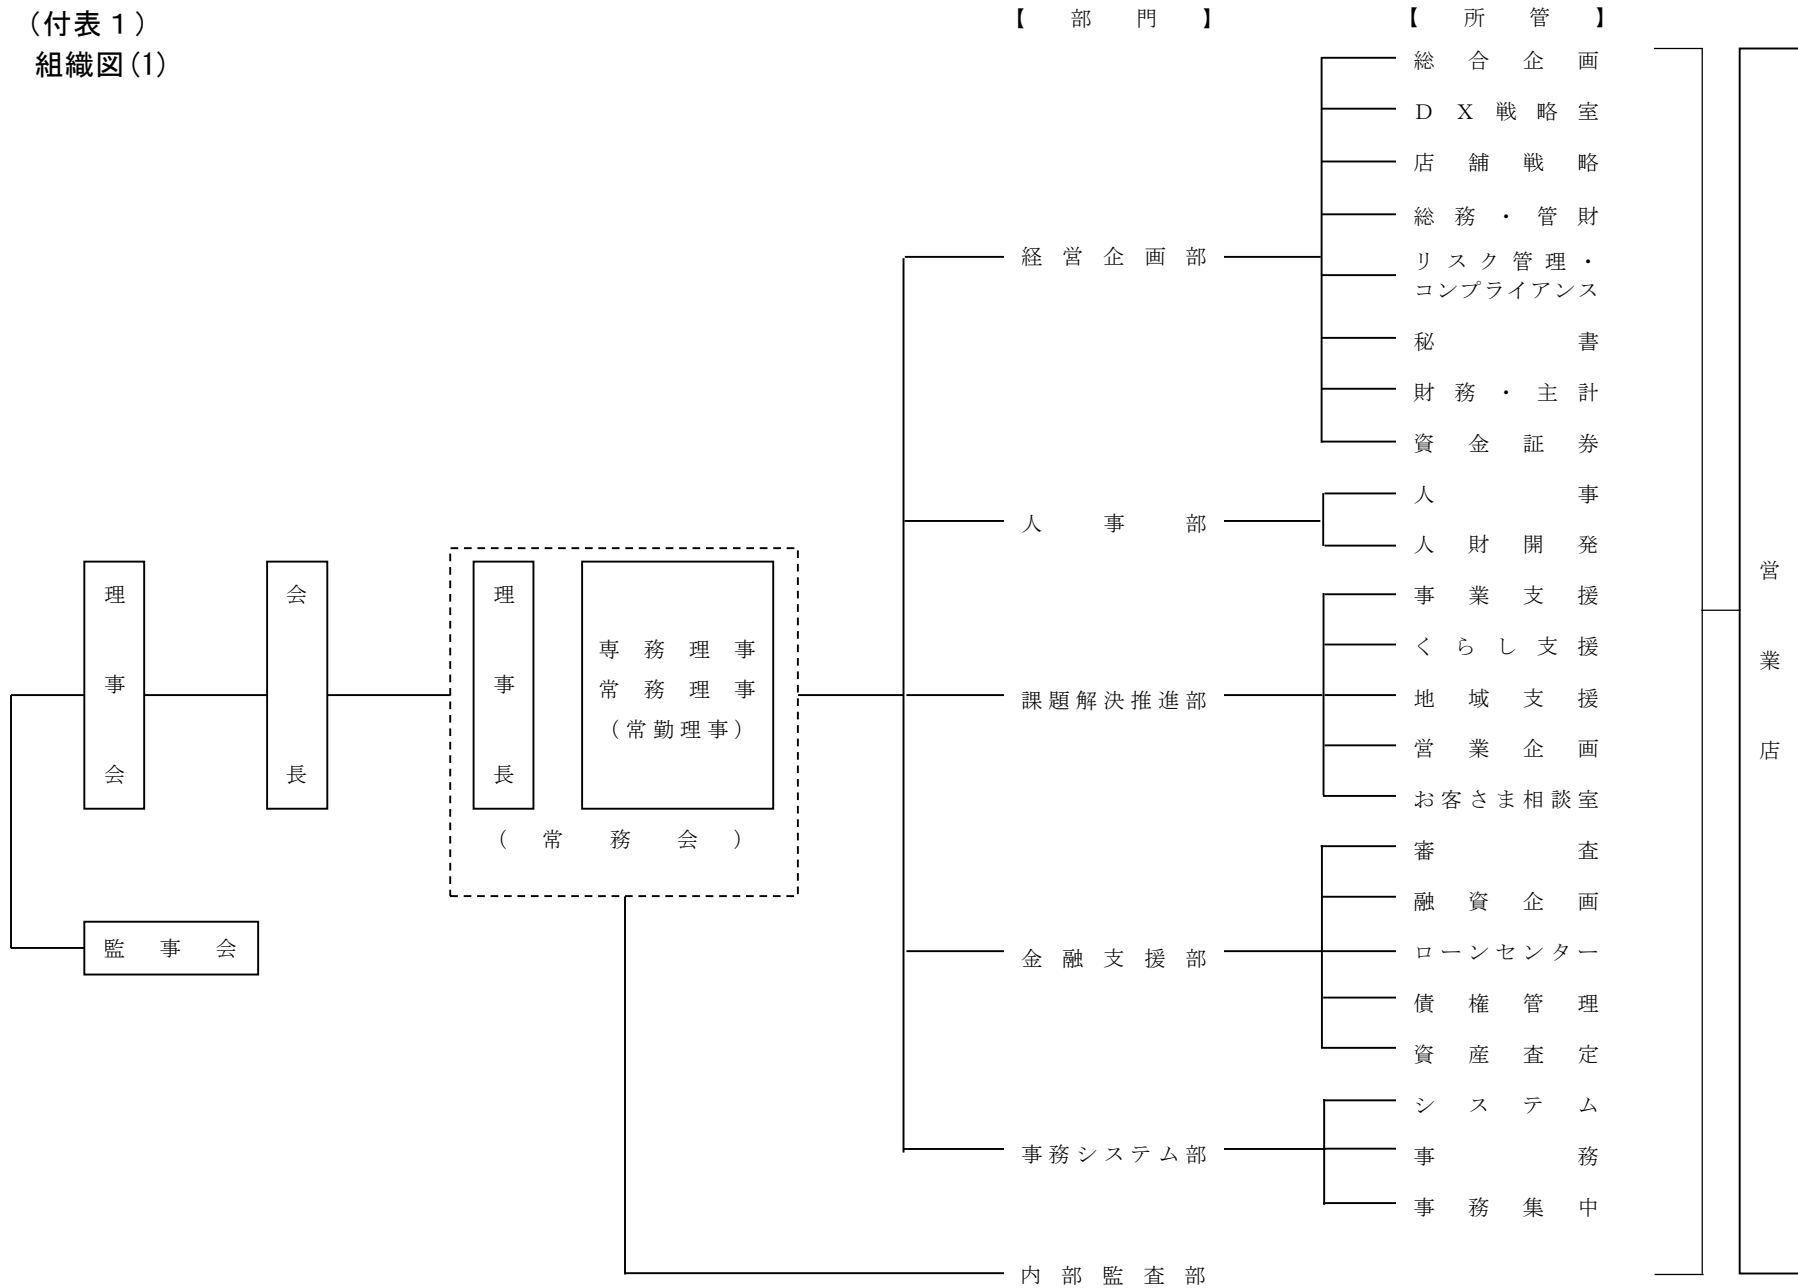 （付表１）
組織図(1)
【部門】
【所管】
総合企画
ＤＸ戦略室
店舗戦略
総務・管財
経営企画部
リスク管理・
コンプライアンス
秘書
財務・主計
資金証券
人事部
人事
人財開発
理事会
会長
理事長
専務理事
常務理事
（常勤理事）
（常務会）
監事会
課題解決推進部
事業支援
くらし支援
地域支援
営業企画
お客さま相談室
金融支援部
審査
融資企画
ローンセンター
債権管理
資産査定
事務システム部
システム
事務
事務集中
内部監査部
営業店